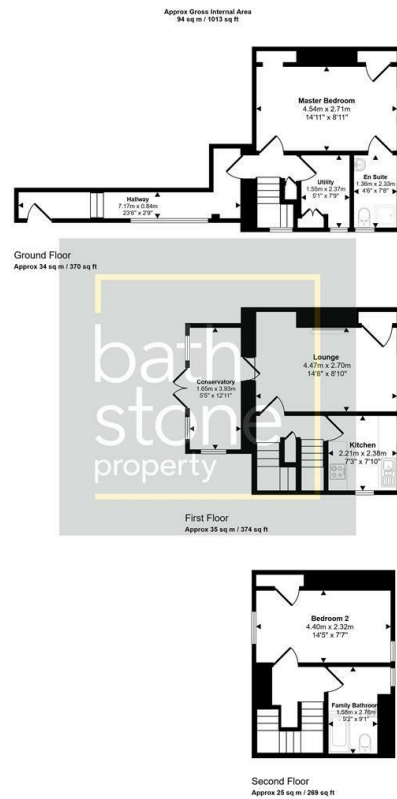 Approx Gross Internal Area
94 sq m / 1013 sq ft
Master Bedroom
4.54m x 2.71m
14'11" x 8'11"
Utility
1.55m x 2.37m
5'1" x 7'9"
En Suite
1.36m x 2.33m
4'6" x 7'8"
Hallway
7.17m x 0.84m
23'6" x 2'9"
Ground Floor
Approx 34 sq m / 370 sq ft
bath
stone
property
Lounge
4.47m x 2.70m
14'8" x 8'10"
Conservatory
1.65m x 3.93m
5'5" x 12'11"
Kitchen
2.21m x 2.38m
7'3" x 7'10"
First Floor
Approx 35 sq m / 374 sq ft
Bedroom 2
4.40m x 2.32m
14'5" x 7'7"
Family Bathroom
1.58m x 2.76m
5'2" x 9'1"
Second Floor
Approx 25 sq m / 269 sq ft